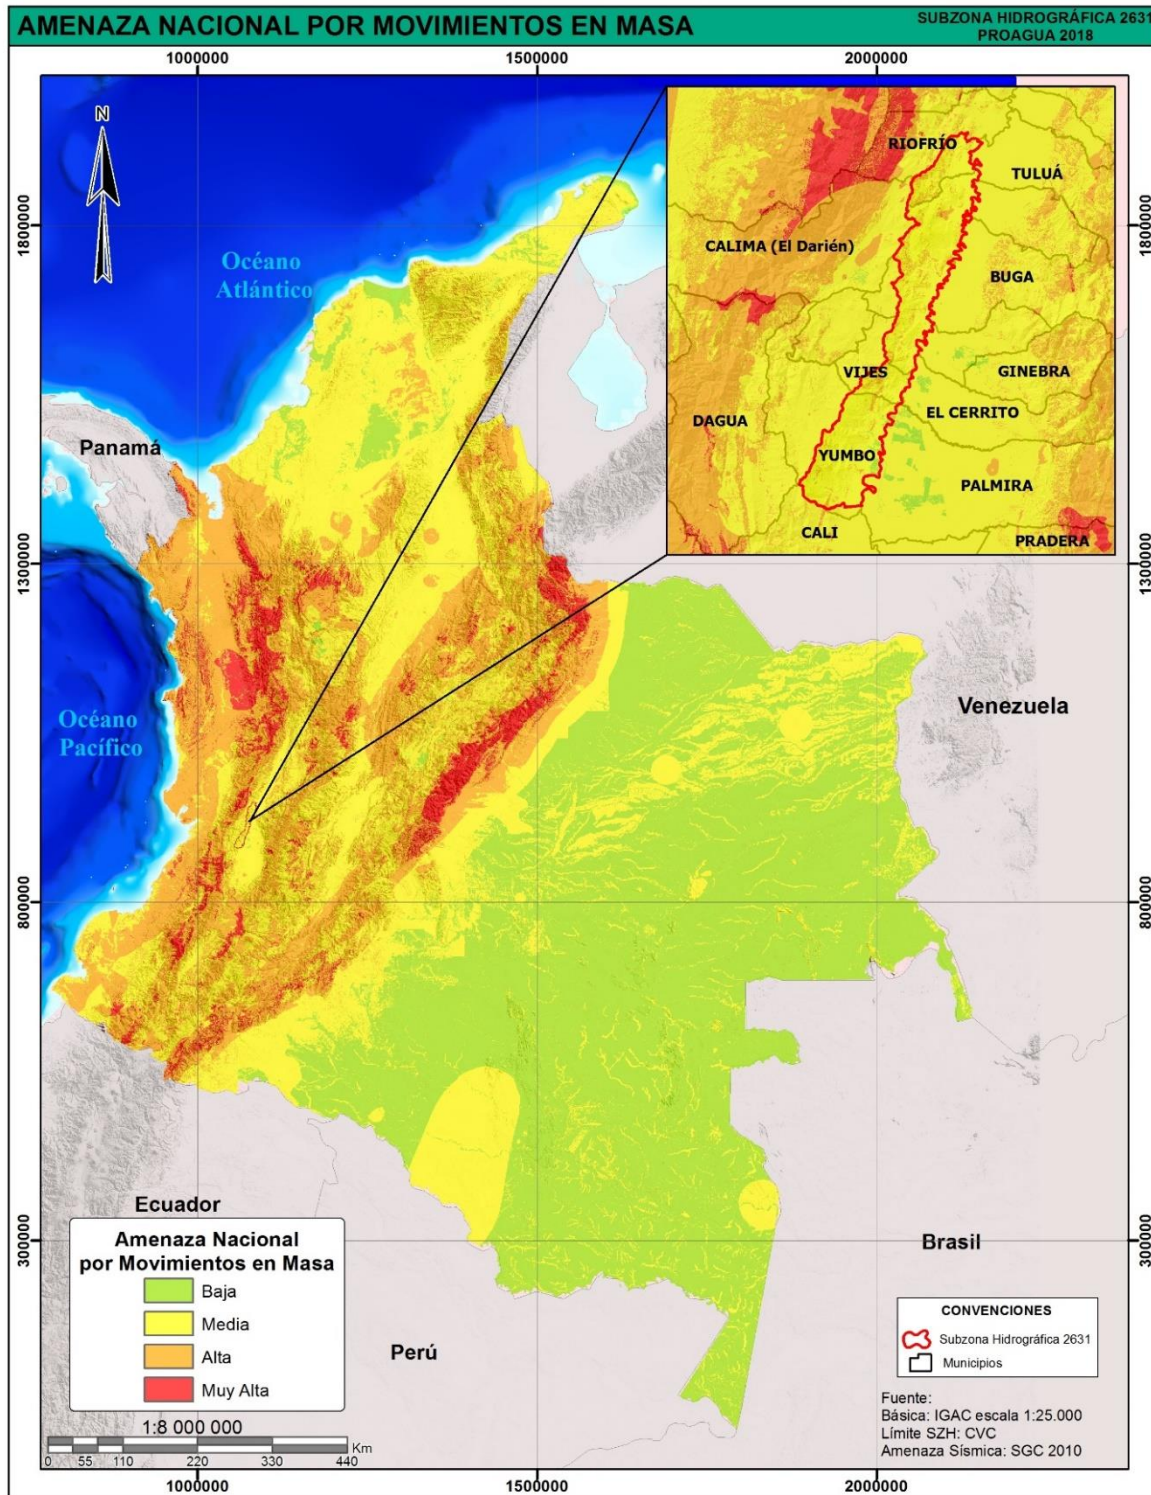 AMENAZA NACIONAL POR MOVIMIENTOS EN MASA
SUBZONA HIDROGRÁFICA 2631
PROAGUA 2018
1000000
1500000
2000000
N
1800000
1800000
RIOFRÍO
TULUÁ
CALIMA (El Darién)
BUGA
VIJES
GINEBRA
EL CERRITO
DAGUA
YUMBO
PALMIRA
CALI
PRADERA
Océano
Atlántico
Panamá
1300000
1300000
Océano
Pacífico
Venezuela
800000
800000
Ecuador
300000
300000
Brasil
Perú
Amenaza Nacional
por Movimientos en Masa
Baja
Media
Alta
Muy Alta
1:8 000 000
Km
0 55 110 220 330 440
CONVENCIONES
Subzona Hidrográfica 2631
Municipios
Fuente:
Básica: IGAC escala 1:25.000
Límite SZH: CVC
Amenaza Sísmica: SGC 2010
1000000
1500000
2000000